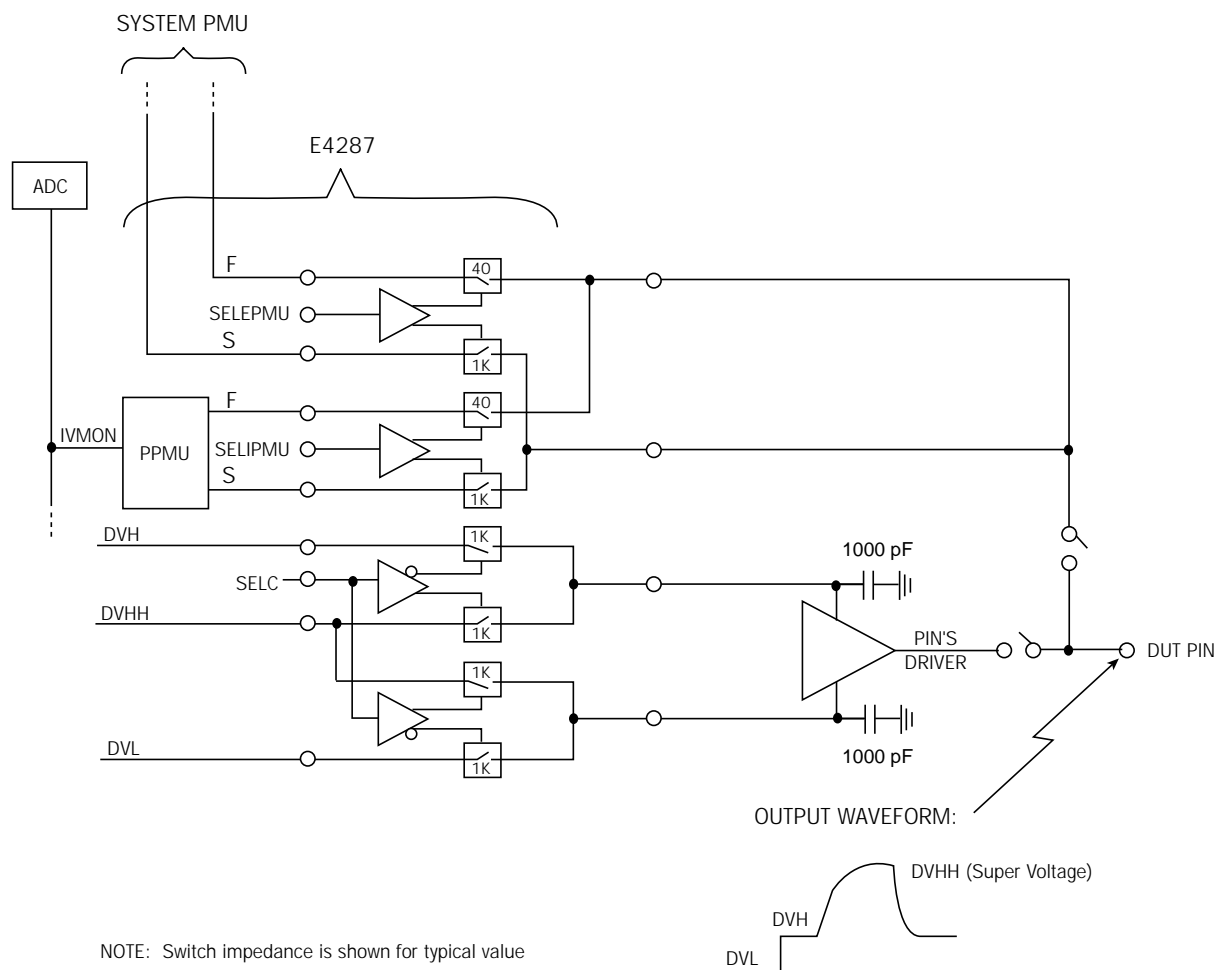 SYSTEM PMU
E4287
ADC
F
40
SELEPMU
S
1K
F
40
IVMON
PPMU
SELIPMU
S
1K
DVH
1K
1000 pF
SELC
DVHH
1K
PIN'S
DRIVER
DUT PIN
1K
DVL
1K
1000 pF
OUTPUT WAVEFORM:
DVHH (Super Voltage)
DVH
DVL
NOTE: Switch impedance is shown for typical value